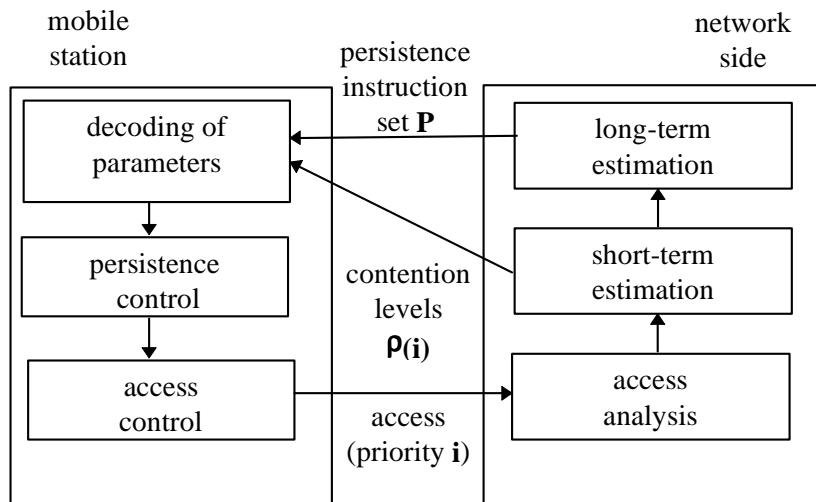 mobile
station
network
side
persistence
instruction
set P
decoding of
parameters
long-term
estimation
persistence
control
contention
levels
ρ(i)
short-term
estimation
access
control
access
(priority i)
access
analysis